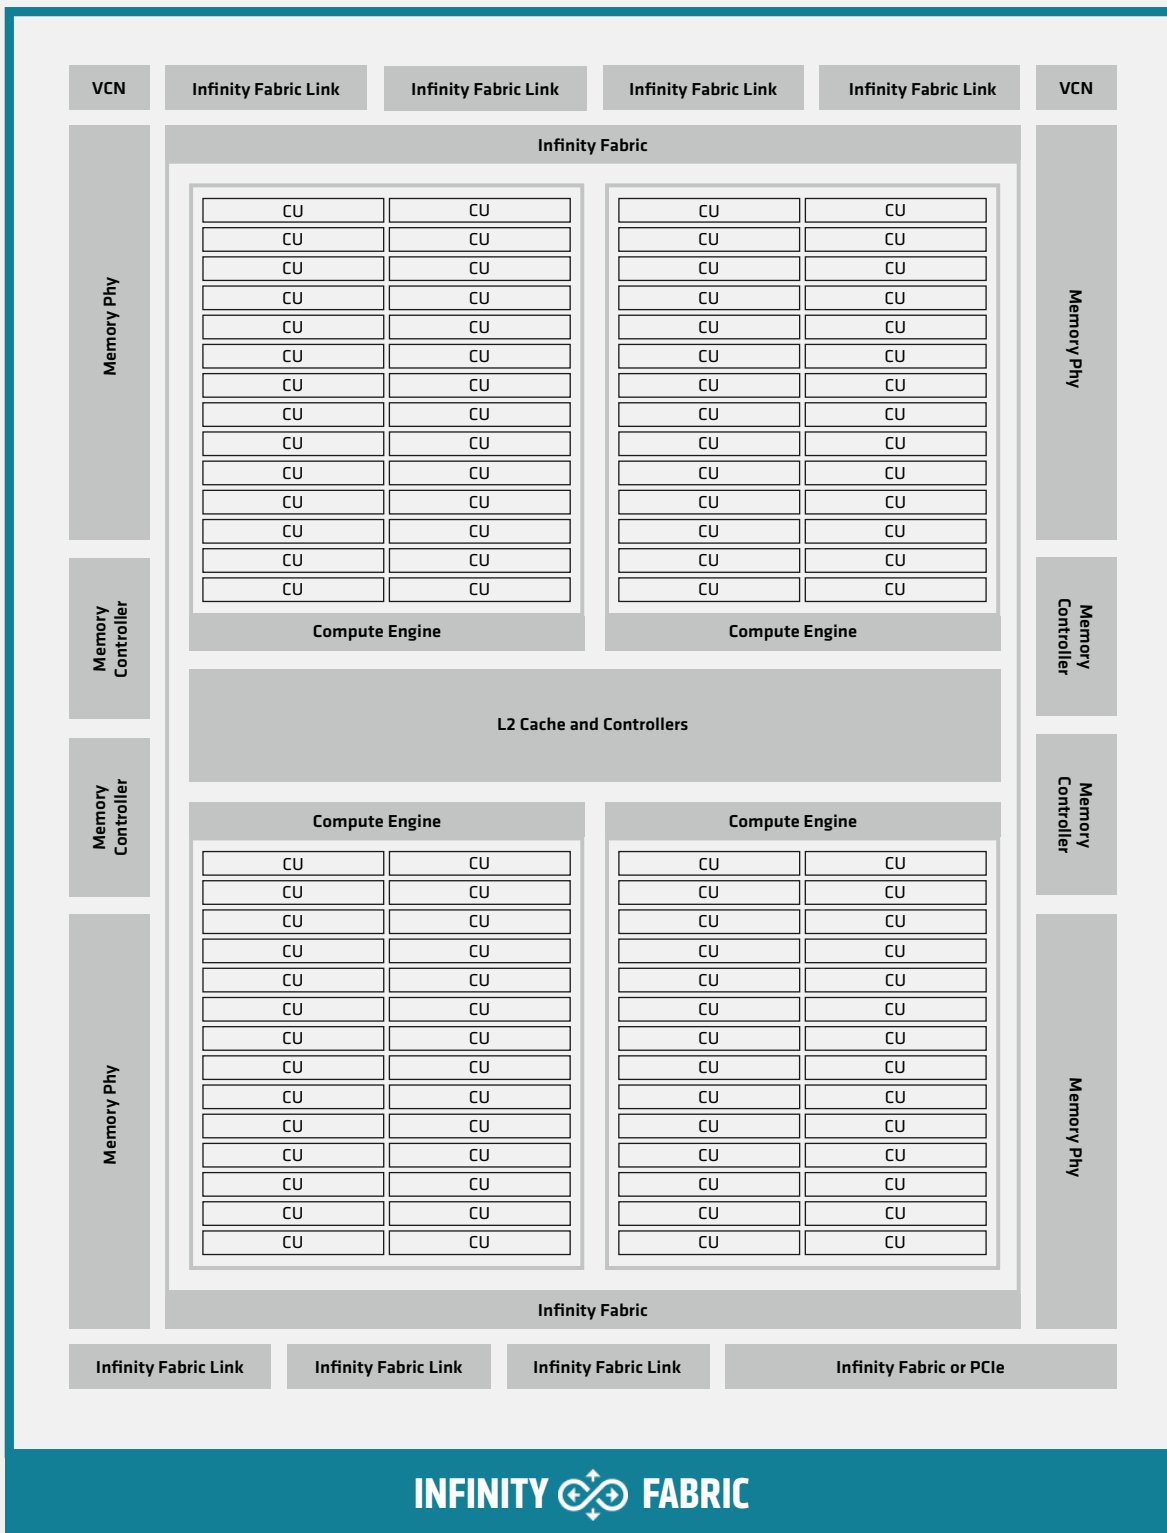 VCN Infinity Fabric Link Infinity Fabric Link Infinity Fabric Link Infinity Fabric Link VCN
Infinity Fabric
CU CU CU CU
CU CU CU CU
CU CU CU CU
CU CU CU CU
CU CU CU CU
CU CU CU CU
CU CU CU CU
CU CU CU CU
CU CU CU CU
CU CU CU CU
CU CU CU CU
CU CU CU CU
CU CU CU CU
CU CU CU CU
Compute Engine Compute Engine
Memory Phy
Memory Phy
Memory
Controller
Memory
Controller
L2 Cache and Controllers
Memory
Controller
Memory
Controller
Compute Engine Compute Engine
CU CU CU CU
CU CU CU CU
CU CU CU CU
CU CU CU CU
CU CU CU CU
CU CU CU CU
CU CU CU CU
CU CU CU CU
CU CU CU CU
CU CU CU CU
CU CU CU CU
CU CU CU CU
CU CU CU CU
CU CU CU CU
Memory Phy
Memory Phy
Infinity Fabric
Infinity Fabric Link Infinity Fabric Link Infinity Fabric Link Infinity Fabric or PCIe
INFINITY FABRIC